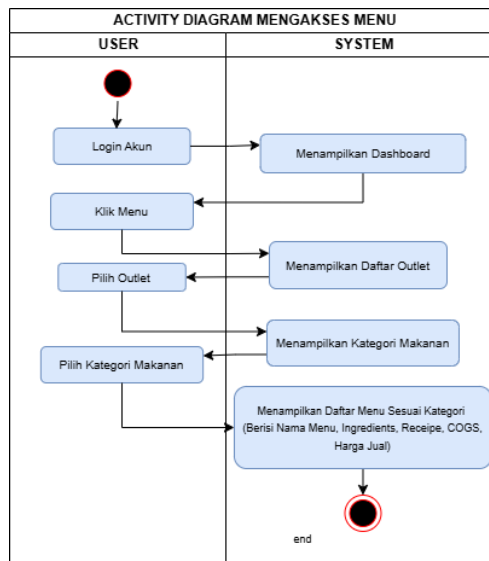 ACTIVITY DIAGRAM MENGAKSES MENU
USER
SYSTEM
Login Akun
Menampilkan Dashboard
Klik Menu
Menampilkan Daftar Outlet
Pilih Outlet
Menampilkan Kategori Makanan
Pilih Kategori Makanan
Menampilkan Daftar Menu Sesuai Kategori
(Berisi Nama Menu, Ingredients, Receipe, COGS,
Harga Jual)
end